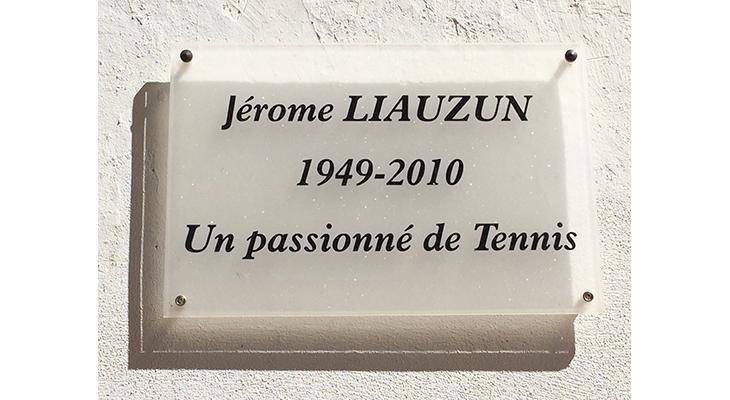 Jérome LIAUZUN
1949-2010
Un passionné de Tennis